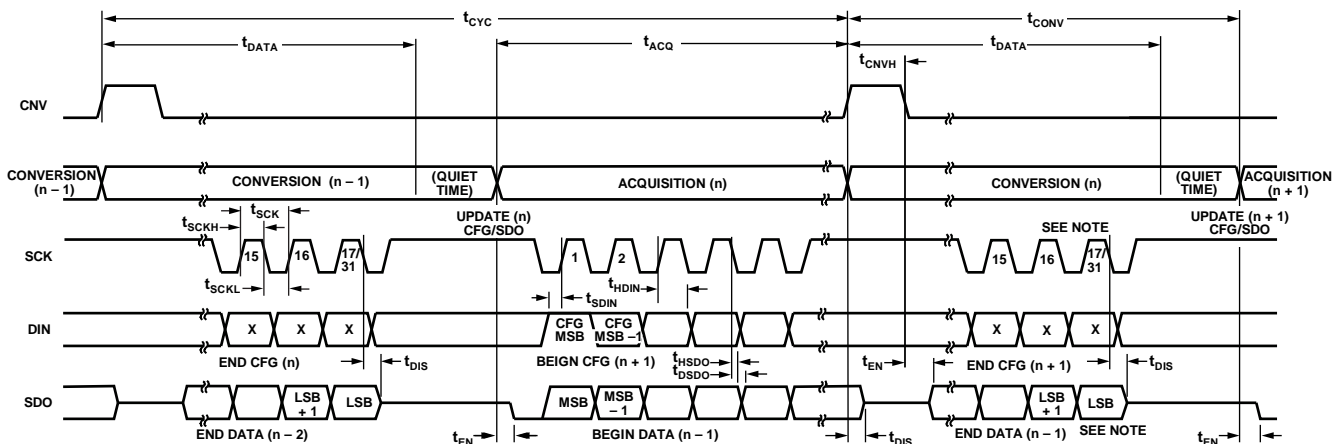 tCYC
tCONV
tDATA
tACQ
tDATA
tCNVH
CNV
CONVERSION
(n – 1)
CONVERSION (n – 1)
(QUIET
TIME)
ACQUISITION (n)
CONVERSION (n)
(QUIET
TIME)
ACQUISITION
(n + 1)
tSCK
tSCKH
UPDATE (n)
CFG/SDO
SEE NOTE
UPDATE (n + 1)
CFG/SDO
SCK
15
16
17/
31
1
2
15
16
17/
31
tSCKL
tHDIN
tSDIN
DIN
X
X
X
CFG
MSB
CFG
MSB –1
X
X
X
END CFG (n)
BEIGN CFG (n + 1)
END CFG (n + 1)
tDIS
tHSDO
tDSDO
tEN
tDIS
SDO
LSB
+ 1
LSB
MSB
MSB
–1
LSB
+ 1
LSB
END DATA (n – 2)
tEN
BEGIN DATA (n – 1)
tDIS
END DATA (n – 1)
SEE NOTE
tEN